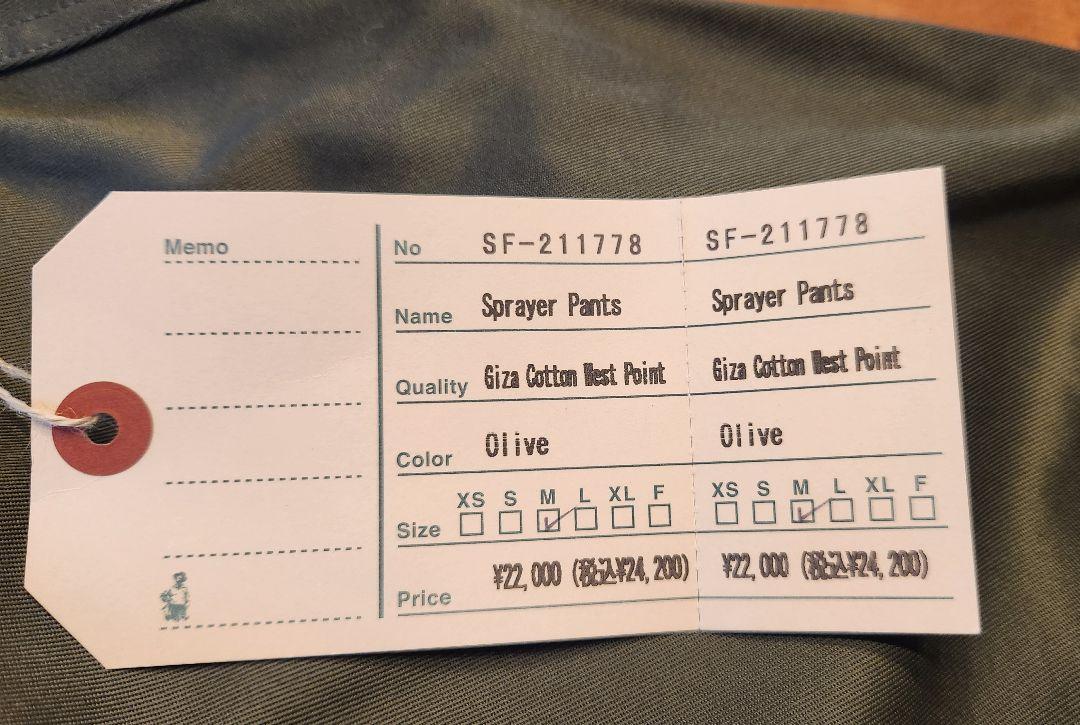 Memo
No SF-211778 SF-211778
Name Sprayer Pants Sprayer Pants
Quality Giza Cotton West Point Giza Cotton West Point
Color Olive Olive
XS S M L XL F XS S M L XL F
Size
Price ¥22,000 (税込¥24,200) ¥22,000 (税込¥24,200)